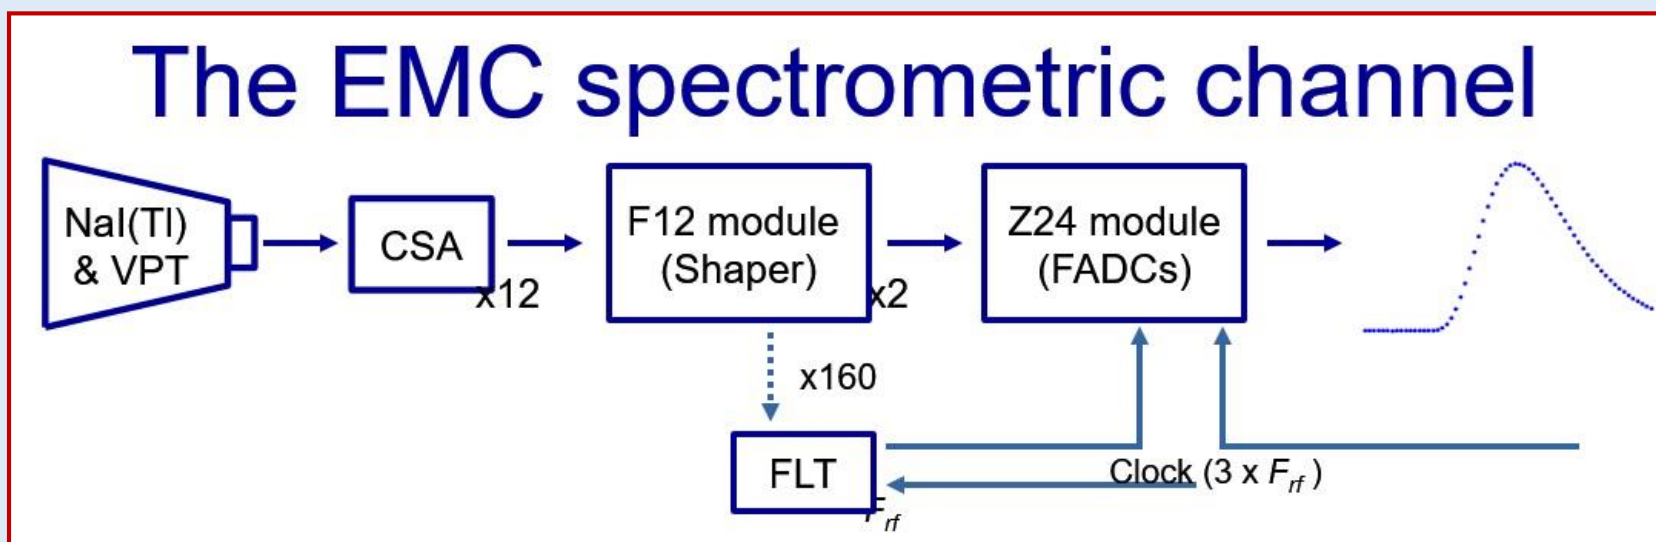 The EMC spectrometric channel
NaI(Tl)
& VPT
CSA
x12
F12 module
(Shaper)
x2
Z24 module
(FADCs)
x160
FLT
Clock (3 x Frf )
Frf